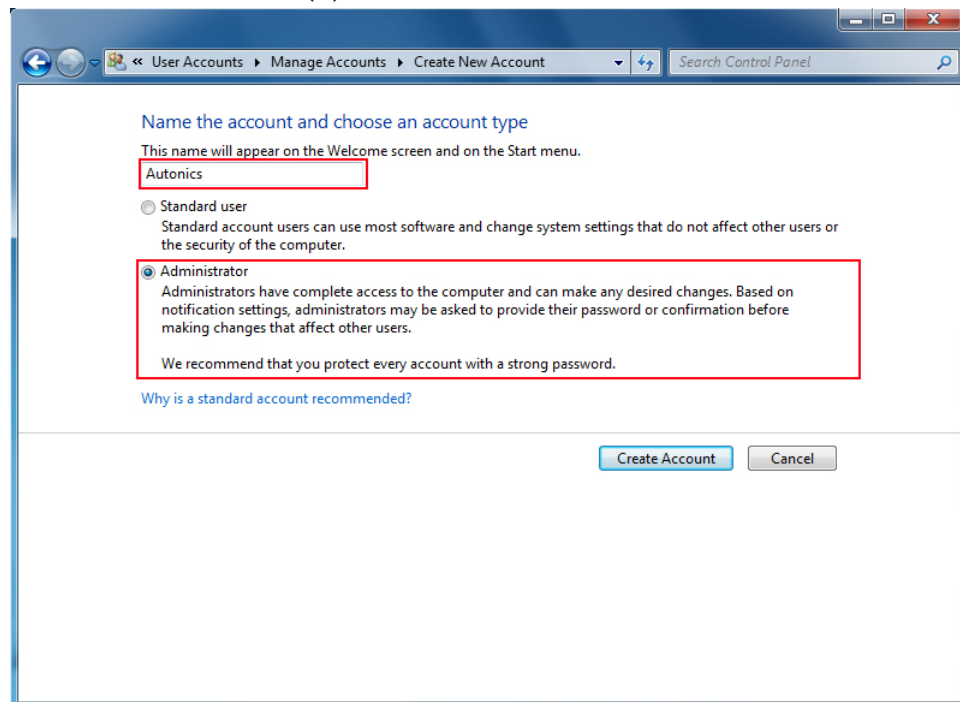 « User Accounts ▸ Manage Accounts ▸ Create New Account
Search Control Panel
Name the account and choose an account type
This name will appear on the Welcome screen and on the Start menu.
Autonics
Standard user
Standard account users can use most software and change system settings that do not affect other users or
the security of the computer.
Administrator
Administrators have complete access to the computer and can make any desired changes. Based on
notification settings, administrators may be asked to provide their password or confirmation before
making changes that affect other users.
We recommend that you protect every account with a strong password.
Why is a standard account recommended?
Create Account
Cancel